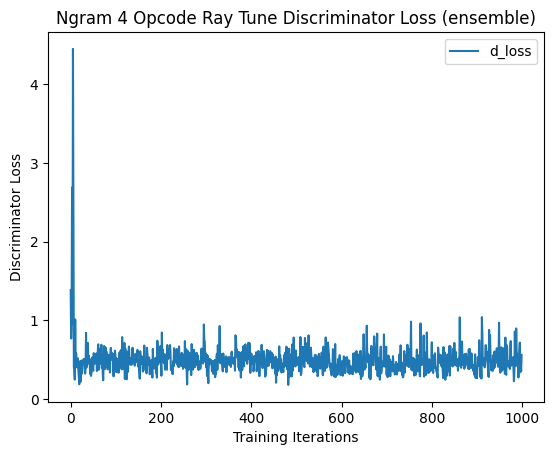 Ngram 4 Opcode Ray Tune Discriminator Loss (ensemble)
d_loss
4
3
2
1
0
Discriminator Loss
0 200 400 600 800 1000
Training Iterations